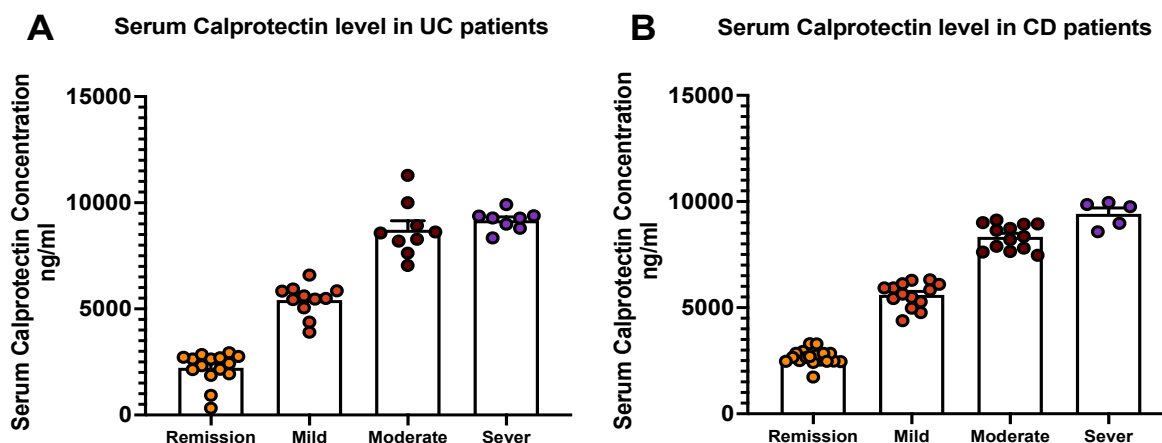 A
Serum Calprotectin level in UC patients
Serum Calprotectin Concentration
ng/ml
15000
10000
5000
0
Remission
Mild
Moderate
Sever
B
Serum Calprotectin level in CD patients
Serum Calprotectin Concentration
ng/ml
15000
10000
5000
0
Remission
Mild
Moderate
Sever